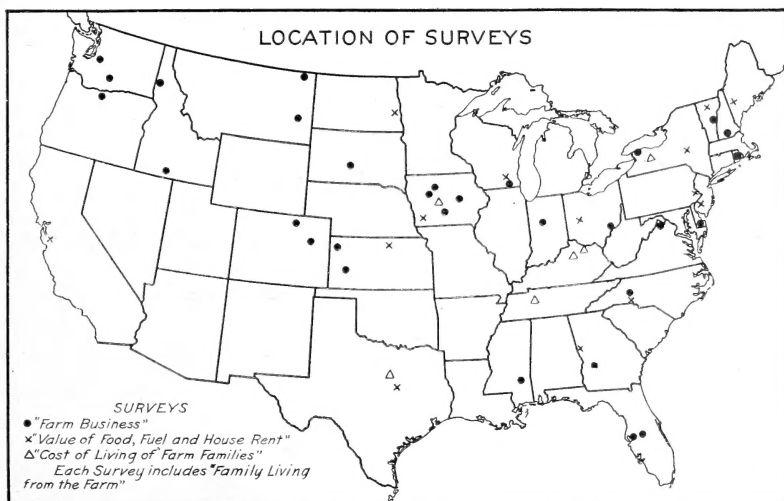 LOCATION OF SURVEYS
SURVEYS
"Farm Business"
"Value of Food, Fuel and House Rent"
"Cost of Living of Farm Families"
Each Survey includes "Family Living
from the Farm"